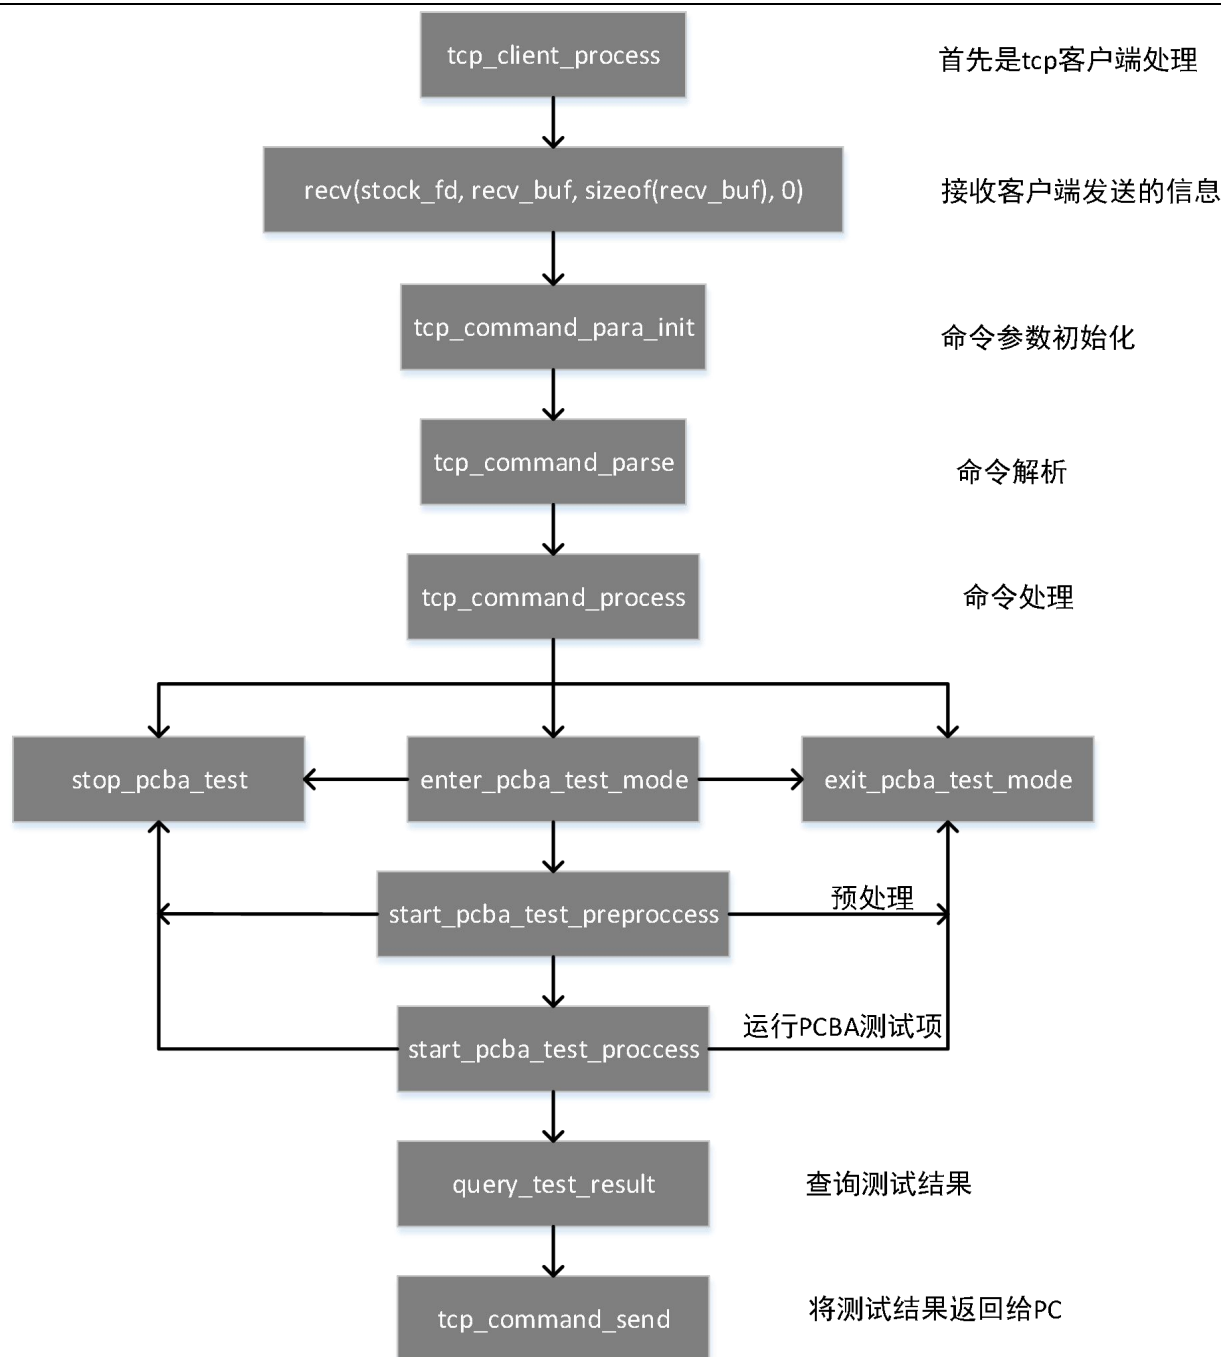 tcp_client_process
首先是tcp客户端处理
recv(stock_fd, recv_buf, sizeof(recv_buf), 0)
接收客户端发送的信息
tcp_command_para_init
命令参数初始化
tcp_command_parse
命令解析
tcp_command_process
命令处理
stop_pcba_test
enter_pcba_test_mode
exit_pcba_test_mode
start_pcba_test_preproccess
预处理
start_pcba_test_proccess
运行PCBA测试项
query_test_result
查询测试结果
tcp_command_send
将测试结果返回给PC